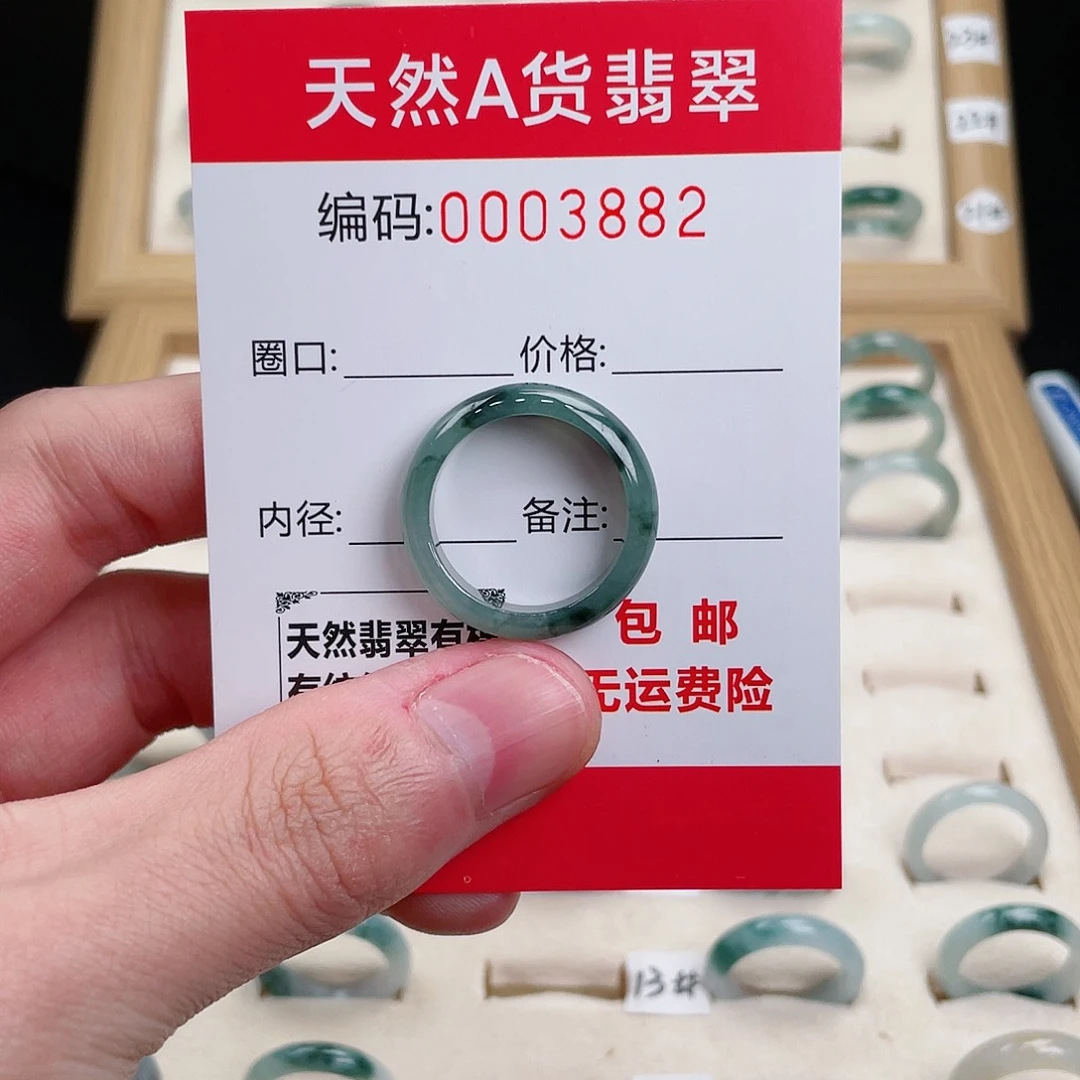 天然A货翡翠
编码:0003882
圈口: 价格:
内径: 备注:
天然翡翠有
包 邮
运费险
13#